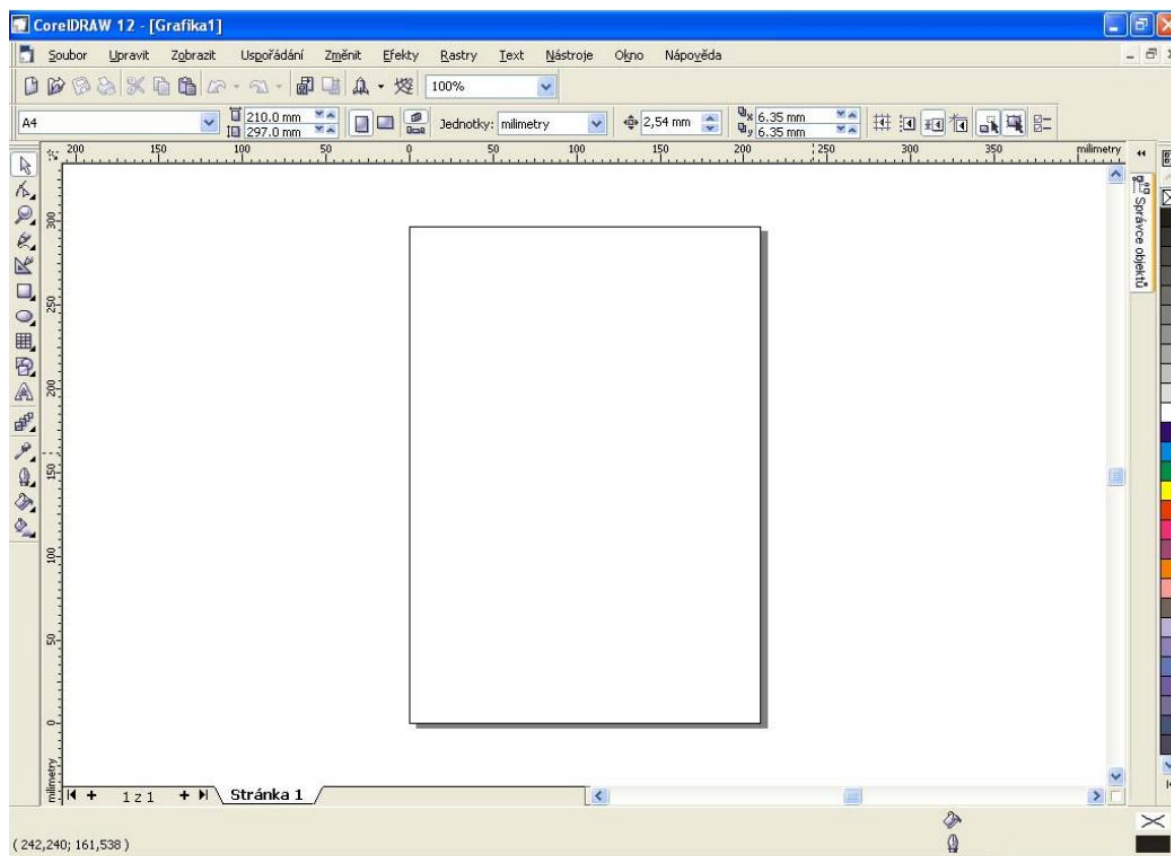 CorelDRAW 12 - [Grafika1]
Soubor Upravit Zobrazit Uspořádání Změnit Efekty Rastry Text Nástroje Okno Nápověda
100%
A4 210.0 mm 297.0 mm Jednotky: milimetry 2,54 mm x 6.35 mm y 6.35 mm
200 150 100 50 0 50 100 150 200 250 300 350 milimetry
Správce objektů
300
250
200
150
100
50
0
milimetry
1 z 1 Stránka 1
( 242,240; 161,538 )